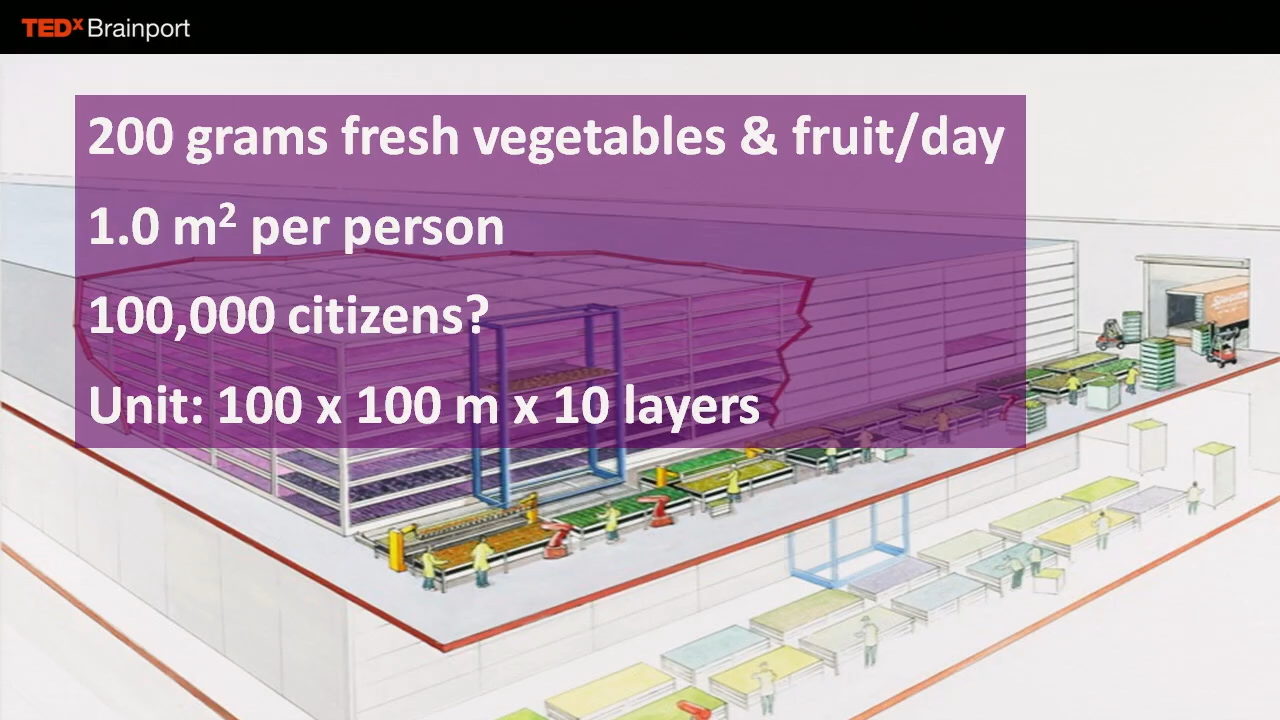 TEDx Brainport
200 grams fresh vegetables & fruit/day
1.0 m² per person
100,000 citizens?
Unit: 100 x 100 m x 10 layers